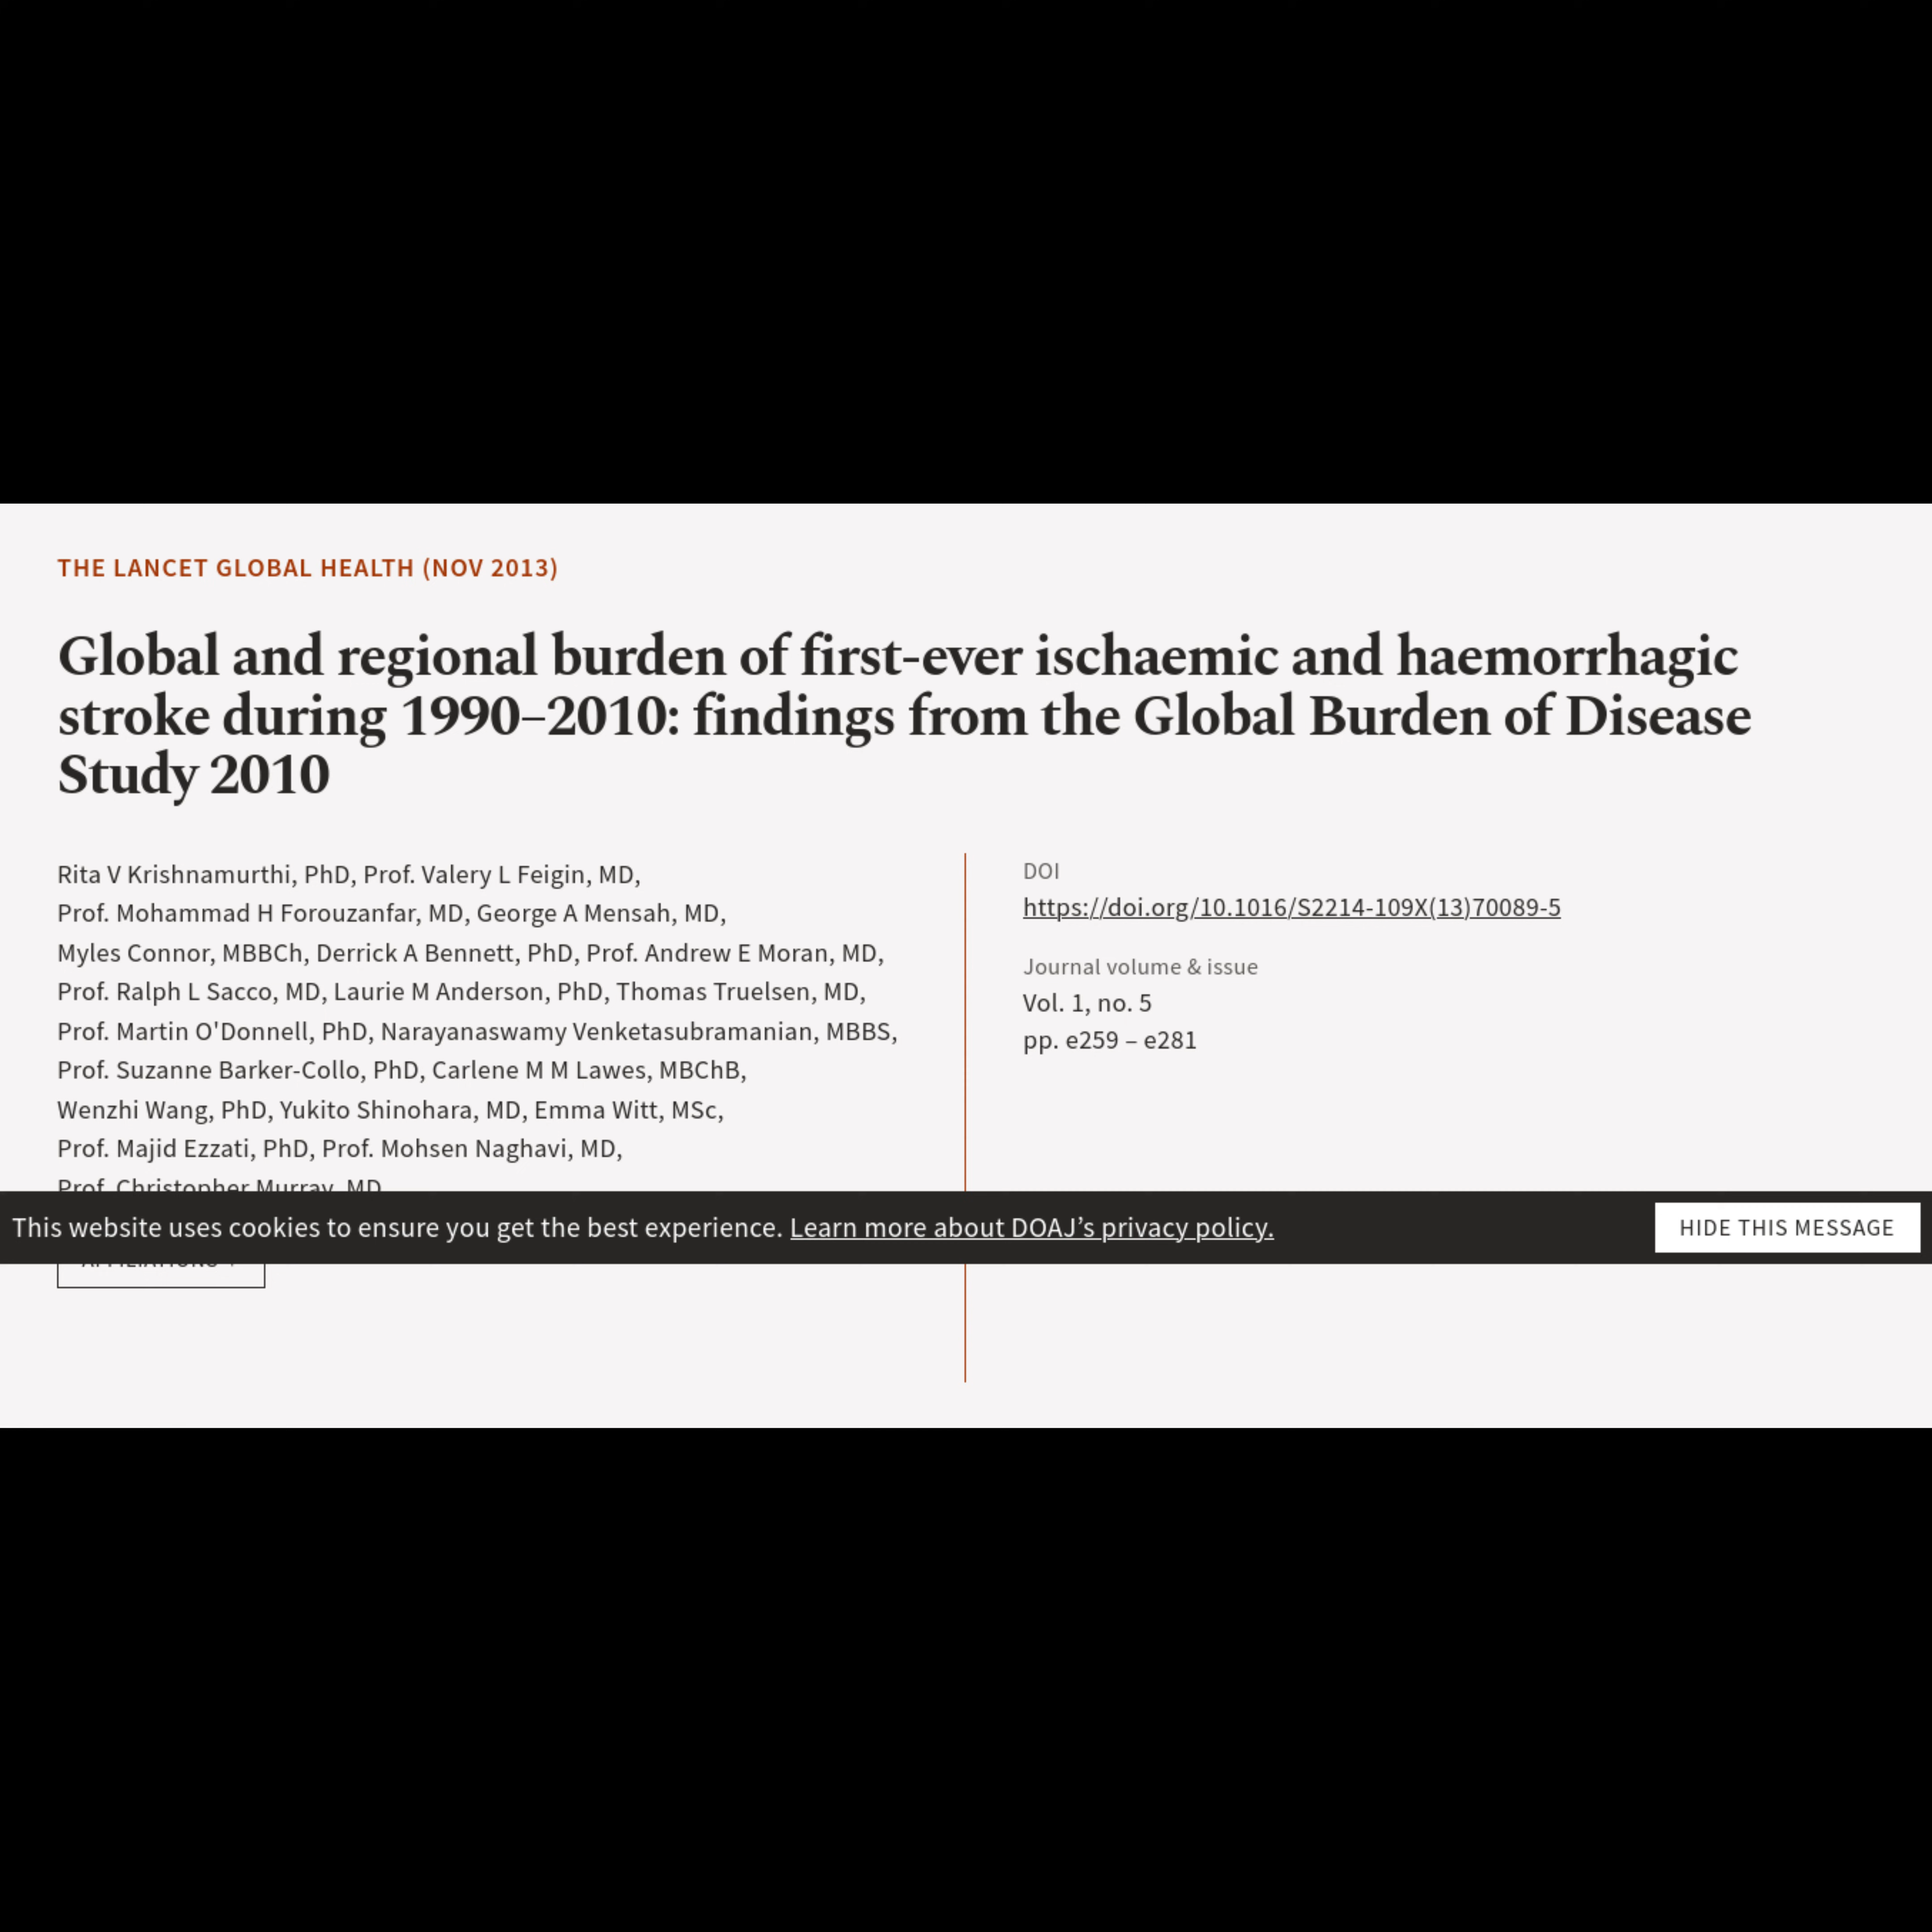 THE LANCET GLOBAL HEALTH (NOV 2013)
Global and regional burden of first-ever ischaemic and haemorrhagic
stroke during 1990–2010: findings from the Global Burden of Disease
Study 2010
Rita V Krishnamurthi, PhD, Prof. Valery L Feigin, MD,
Prof. Mohammad H Forouzanfar, MD, George A Mensah, MD,
Myles Connor, MBBCh, Derrick A Bennett, PhD, Prof. Andrew E Moran, MD,
Prof. Ralph L Sacco, MD, Laurie M Anderson, PhD, Thomas Truelsen, MD,
Prof. Martin O'Donnell, PhD, Narayanaswamy Venketasubramanian, MBBS,
Prof. Suzanne Barker-Collo, PhD, Carlene M M Lawes, MBChB,
Wenzhi Wang, PhD, Yukito Shinohara, MD, Emma Witt, MSc,
Prof. Majid Ezzati, PhD, Prof. Mohsen Naghavi, MD,
Prof. Christopher Murray, MD
DOI
https://doi.org/10.1016/S2214-109X(13)70089-5
Journal volume & issue
Vol. 1, no. 5
pp. e259 – e281
This website uses cookies to ensure you get the best experience. Learn more about DOAJ’s privacy policy.
HIDE THIS MESSAGE